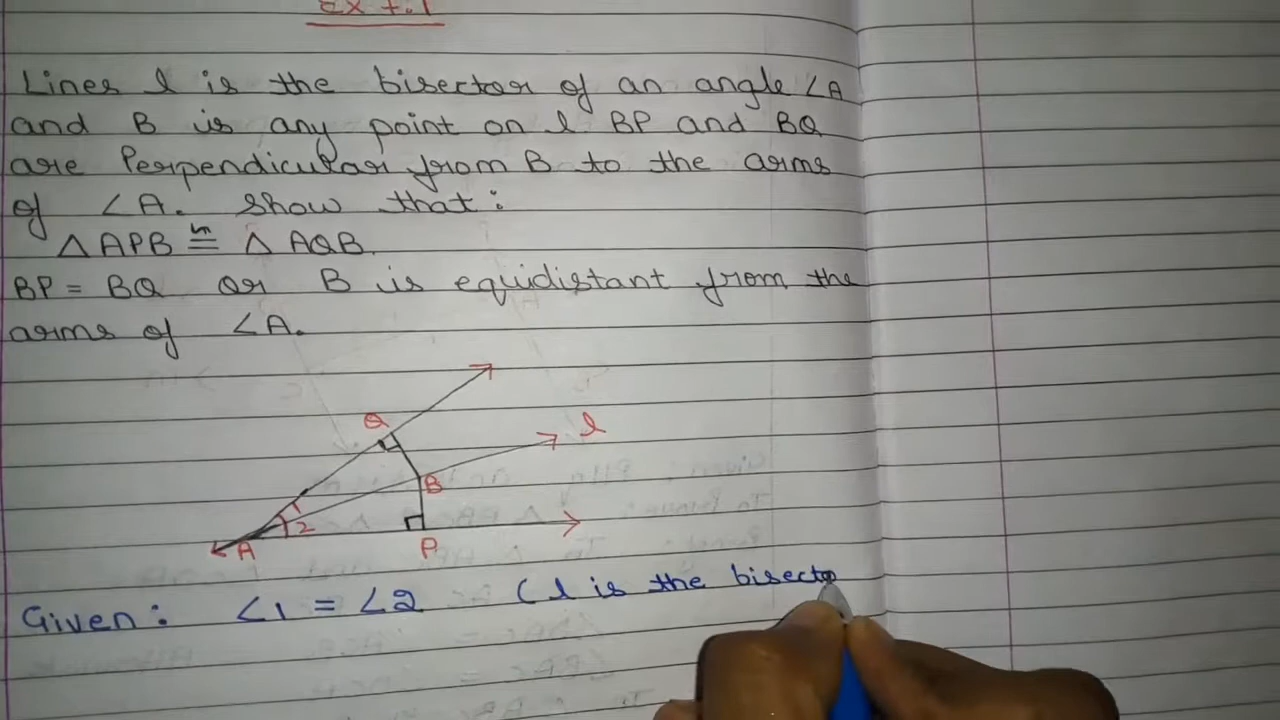 Ex 7.1
Lines l is the bisector of an angle ∠A
and B is any point on l BP and BQ
are Perpendicular from B to the arms
of ∠A. show that:
△APB ≅ △AQB.
BP = BQ or B is equidistant from the
arms of ∠A.
Q
l
B
1
2
A
P
Given: ∠1 = ∠2 (l is the bisecto